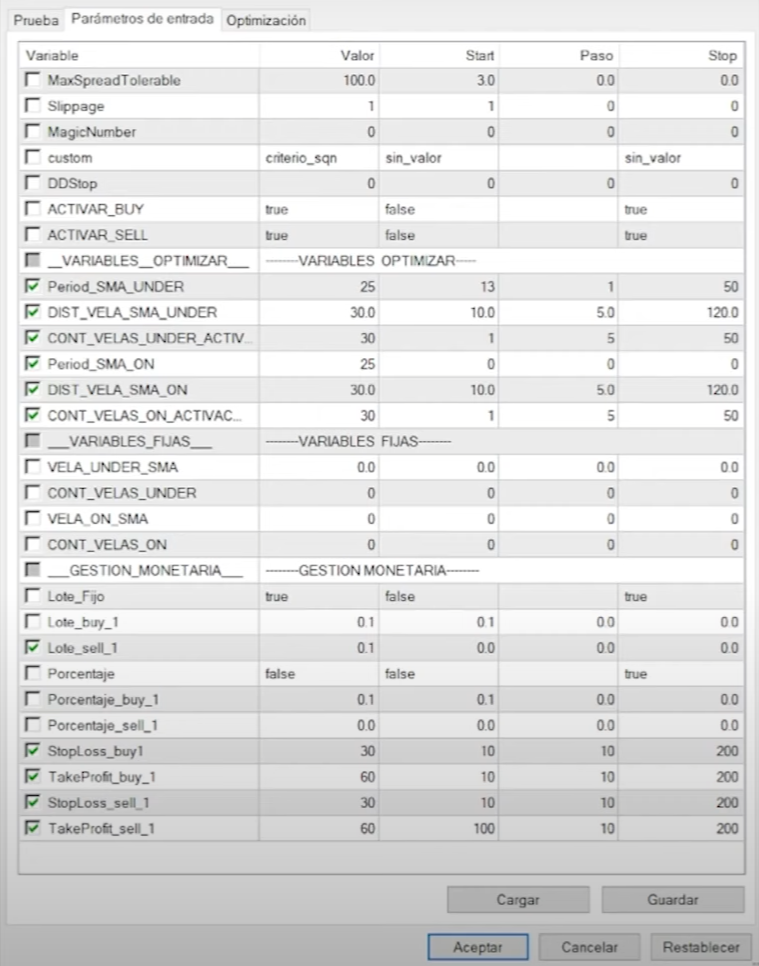 Prueba Parámetros de entrada Optimización
Variable Valor Start Paso Stop
MaxSpreadTolerable 100.0 3.0 0.0 0.0
Slippage 1 1 0 0
MagicNumber 0 0 0 0
custom criterio_sqn sin_valor sin_valor
DDStop 0 0 0 0
ACTIVAR_BUY true false true
ACTIVAR_SELL true false true
__VARIABLES__OPTIMIZAR___ --------VARIABLES OPTIMIZAR-----
Period_SMA_UNDER 25 13 1 50
DIST_VELA_SMA_UNDER 30.0 10.0 5.0 120.0
CONT_VELAS_UNDER_ACTIV... 30 1 5 50
Period_SMA_ON 25 0 0 0
DIST_VELA_SMA_ON 30.0 10.0 5.0 120.0
CONT_VELAS_ON_ACTIVAC... 30 1 5 50
___VARIABLES_FIJAS___ --------VARIABLES FIJAS--------
VELA_UNDER_SMA 0.0 0.0 0.0 0.0
CONT_VELAS_UNDER 0 0 0 0
VELA_ON_SMA 0 0 0 0
CONT_VELAS_ON 0 0 0 0
___GESTION_MONETARIA___ --------GESTION MONETARIA--------
Lote_Fijo true false true
Lote_buy_1 0.1 0.1 0.0 0.0
Lote_sell_1 0.1 0.0 0.0 0.0
Porcentaje false false true
Porcentaje_buy_1 0.1 0.1 0.0 0.0
Porcentaje_sell_1 0.0 0.0 0.0 0.0
StopLoss_buy1 30 10 10 200
TakeProfit_buy_1 60 10 10 200
StopLoss_sell_1 30 10 10 200
TakeProfit_sell_1 60 100 10 200
Cargar Guardar
Aceptar Cancelar Restablecer